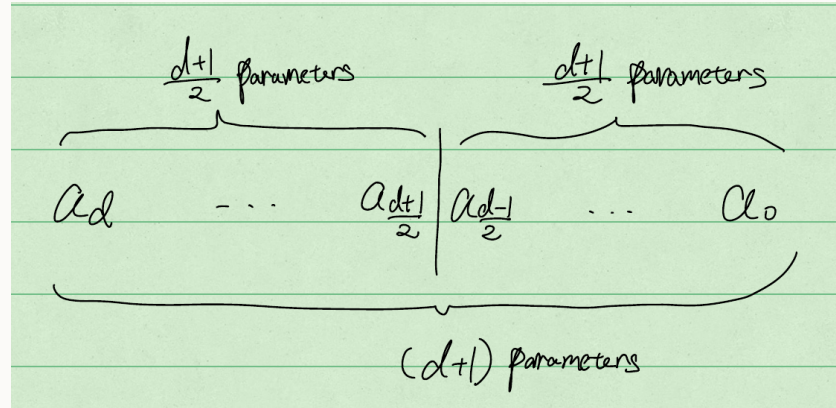 d+1/2 parameters d+1/2 parameters
a_d ... a_{d+1/2} | a_{d-1/2} ... a_0
(d+1) parameters